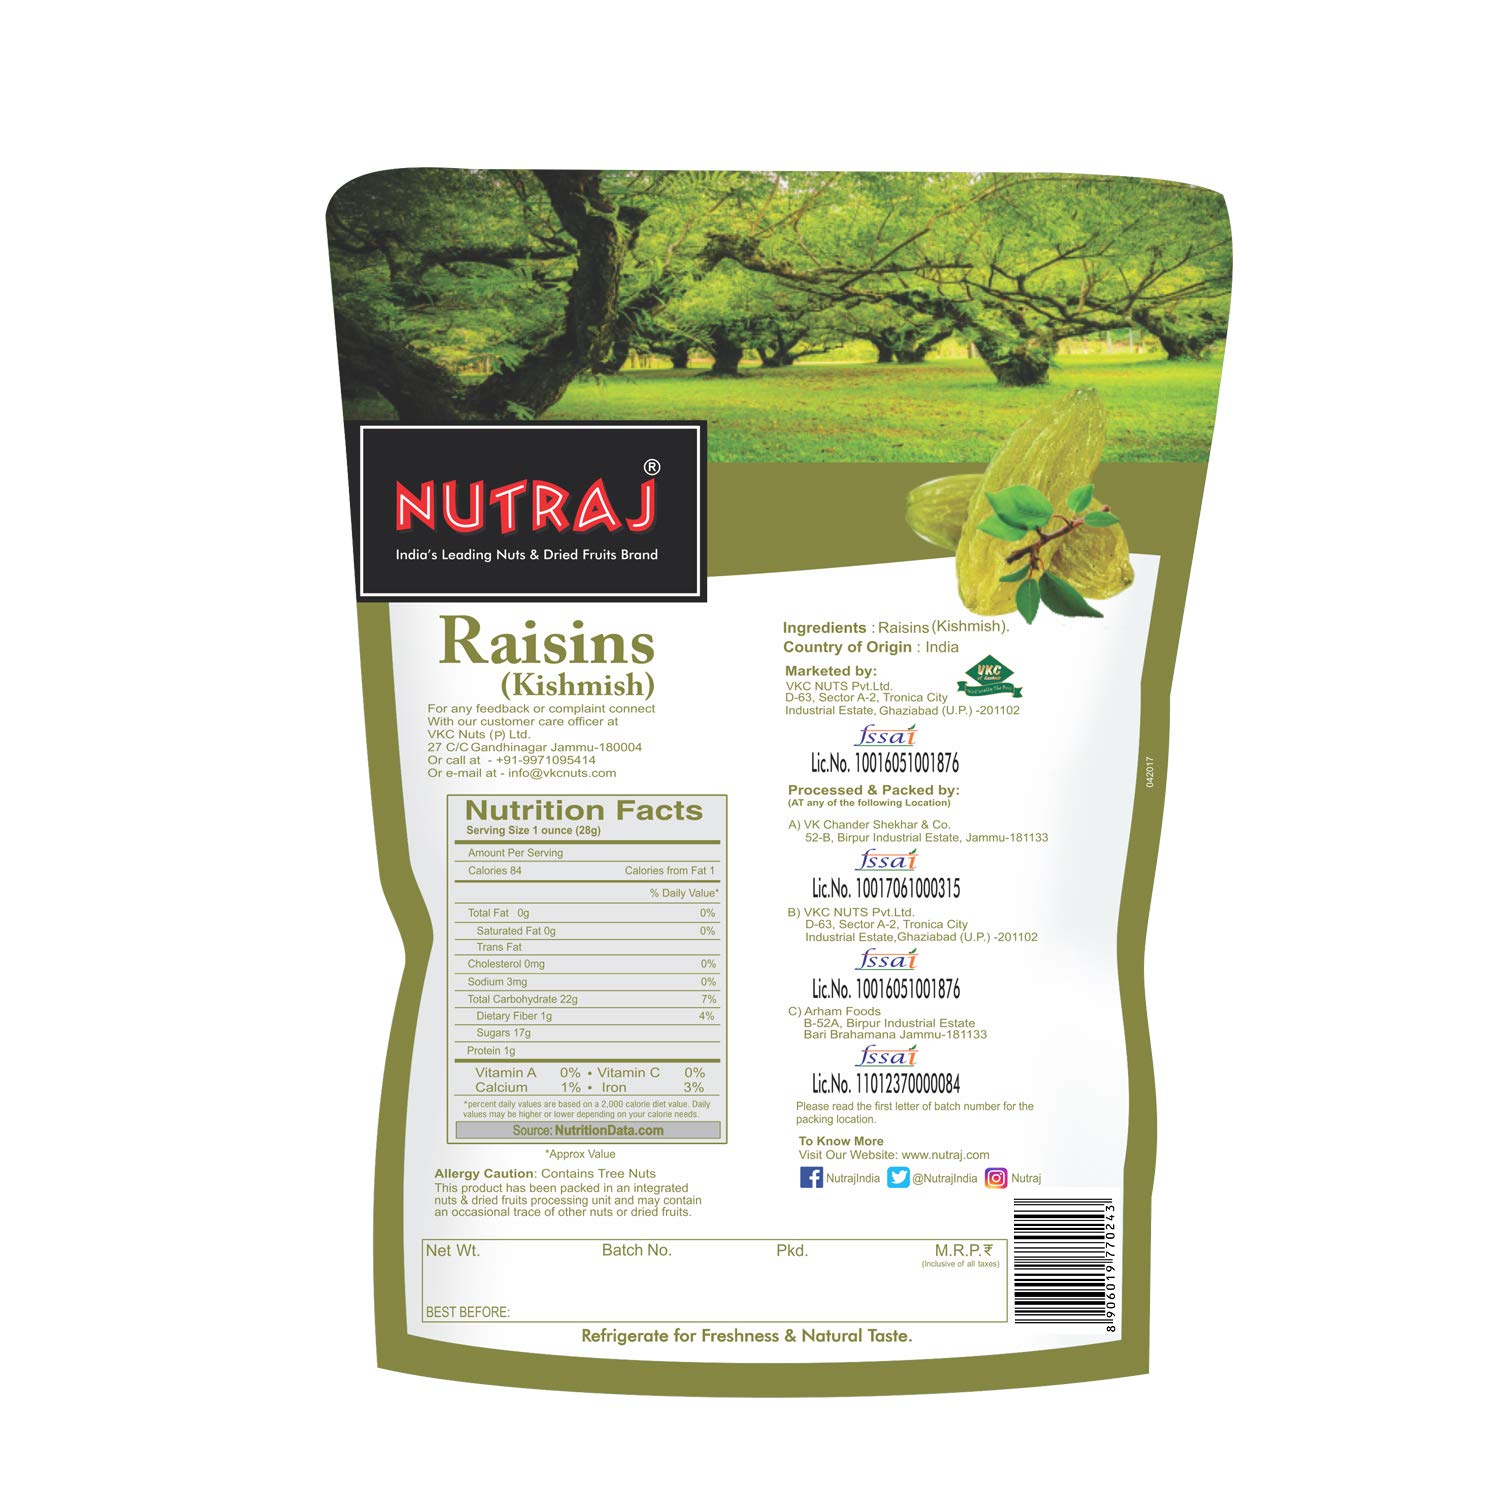 NUTRAJ®
India's Leading Nuts & Dried Fruits Brand
Raisins
(Kishmish)
For any feedback or complaint connect
With our customer care officer at
VKC Nuts (P) Ltd.
27 C/C Gandhinagar Jammu-180004
Or call at - +91-9971095414
Or e-mail at - info@vkcnuts.com
Nutrition Facts
Serving Size 1 ounce (28g)
Amount Per Serving
Calories 84 Calories from Fat 1
% Daily Value*
Total Fat 0g 0%
Saturated Fat 0g 0%
Trans Fat
Cholesterol 0mg 0%
Sodium 3mg 0%
Total Carbohydrate 22g 7%
Dietary Fiber 1g 4%
Sugars 17g
Protein 1g
Vitamin A 0% • Vitamin C 0%
Calcium 1% • Iron 3%
*percent daily values are based on a 2,000 calorie diet value. Daily
values may be higher or lower depending on your calorie needs.
Source: NutritionData.com
*Approx Value
Allergy Caution: Contains Tree Nuts
This product has been packed in an integrated
nuts & dried fruits processing unit and may contain
an occasional trace of other nuts or dried fruits.
Ingredients : Raisins (Kishmish).
Country of Origin : India
Marketed by:
VKC NUTS Pvt.Ltd.
D-63, Sector A-2, Tronica City
Industrial Estate, Ghaziabad (U.P.) -201102
VKC
of Kashmir
Naturally The Best
fssai
Lic.No. 10016051001876
Processed & Packed by:
(AT any of the following Location)
A) VK Chander Shekhar & Co.
52-B, Birpur Industrial Estate, Jammu-181133
fssai
Lic.No. 10017061000315
B) VKC NUTS Pvt.Ltd.
D-63, Sector A-2, Tronica City
Industrial Estate, Ghaziabad (U.P.) -201102
fssai
Lic.No. 10016051001876
C) Arham Foods
B-52A, Birpur Industrial Estate
Bari Brahamana Jammu-181133
fssai
Lic.No. 11012370000084
Please read the first letter of batch number for the
packing location.
To Know More
Visit Our Website: www.nutraj.com
NutrajIndia @NutrajIndia Nutraj
042017
Net Wt. Batch No. Pkd. M.R.P.₹
(Inclusive of all taxes)
BEST BEFORE:
8 906019 770243
Refrigerate for Freshness & Natural Taste.